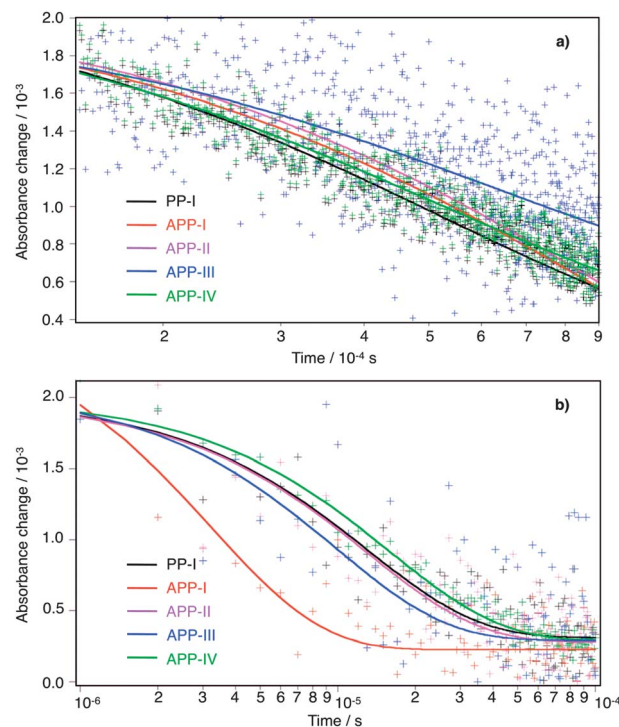 a)
Absorbance change / 10⁻³
2.0
1.8
1.6
1.4
1.2
1.0
0.8
0.6
0.4
PP-I
APP-I
APP-II
APP-III
APP-IV
2 3 4 5 6 7 8 9
Time / 10⁻⁴ s
b)
Absorbance change / 10⁻³
2.0
1.5
1.0
0.5
0.0
PP-I
APP-I
APP-II
APP-III
APP-IV
10⁻⁶ 2 3 4 5 6 7 8 9 10⁻⁵ 2 3 4 5 6 7 8 9 10⁻⁴
Time / s